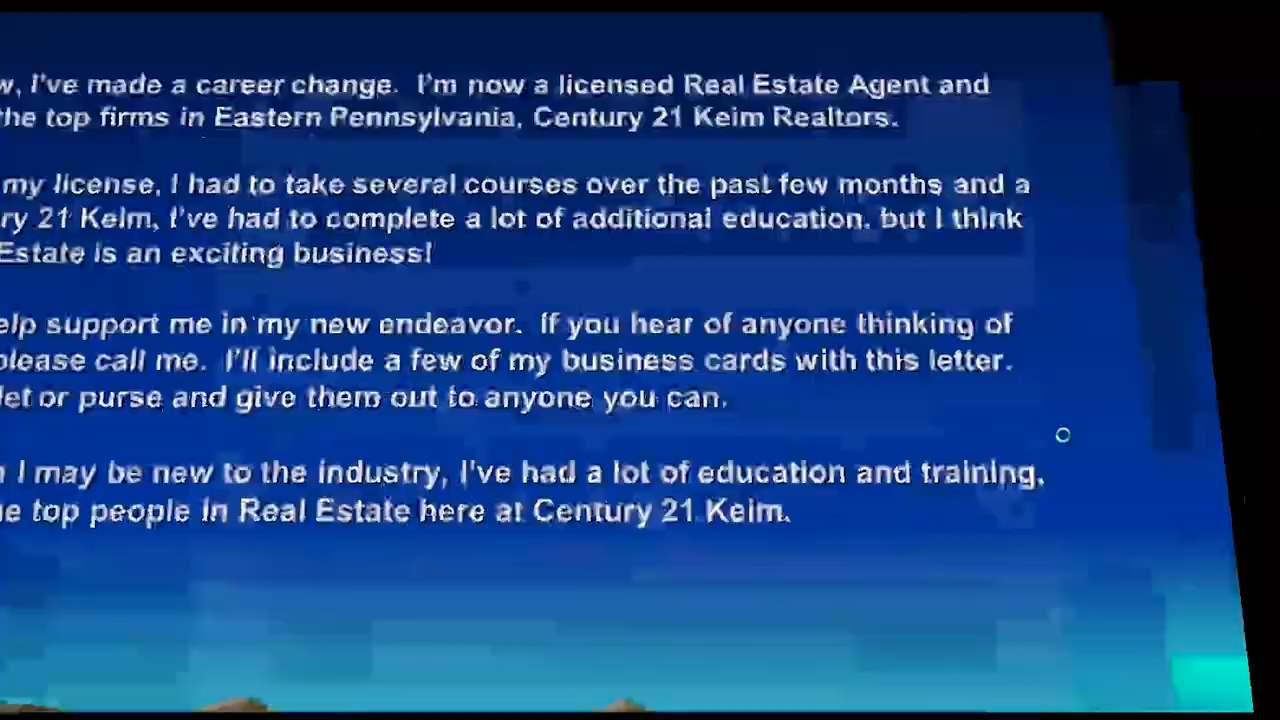 w, I've made a career change. I'm now a licensed Real Estate Agent and
the top firms in Eastern Pennsylvania, Century 21 Keim Realtors.
my license, I had to take several courses over the past few months and a
ry 21 Keim, I've had to complete a lot of additional education, but I think
Estate is an exciting business!
elp support me in my new endeavor. If you hear of anyone thinking of
please call me. I'll include a few of my business cards with this letter.
let or purse and give them out to anyone you can.
I may be new to the industry, I've had a lot of education and training,
e top people in Real Estate here at Century 21 Keim.